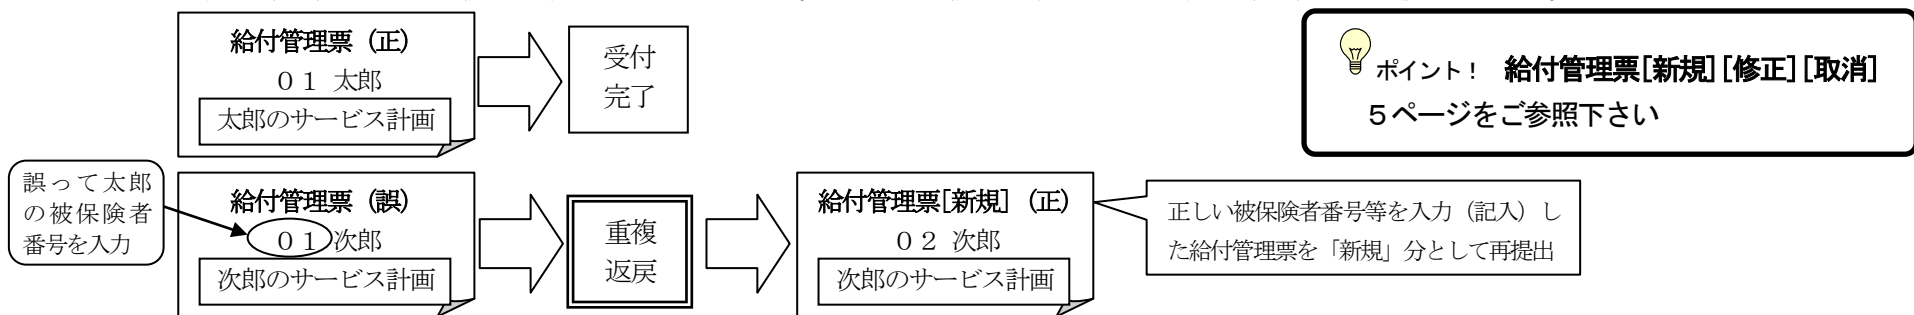 給付管理票（正）
０１ 太郎
太郎のサービス計画
受付
完了
ポイント！ 給付管理票[新規][修正][取消]
５ページをご参照下さい
誤って太郎
の被保険者
番号を入力
給付管理票（誤）
０１次郎
次郎のサービス計画
重複
返戻
給付管理票[新規]（正）
０２ 次郎
次郎のサービス計画
正しい被保険者番号等を入力（記入）し
た給付管理票を「新規」分として再提出